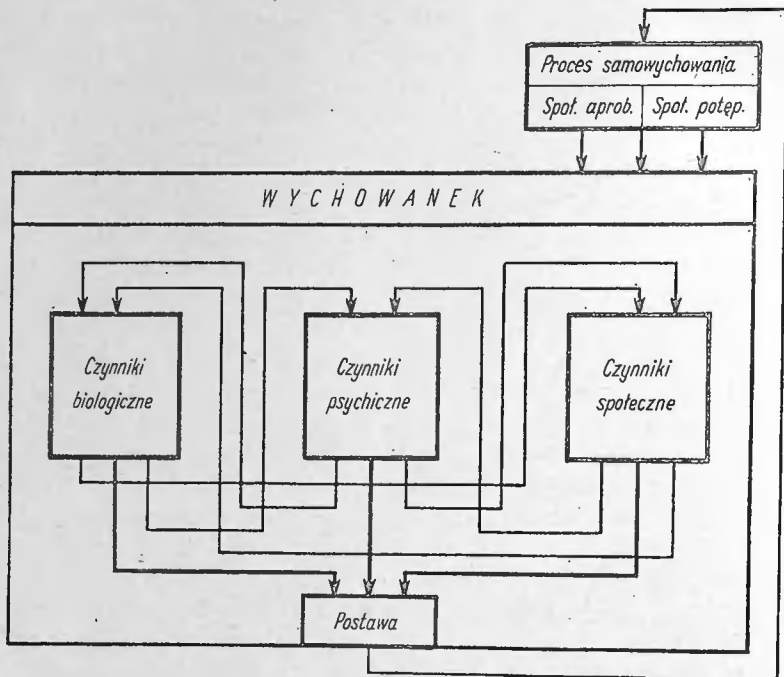 Proces samowychowania
Społ. aprob. Społ. potęp.
WYCHOWANEK
Czynniki
biologiczne
Czynniki
psychiczne
Czynniki
społeczne
Postawa